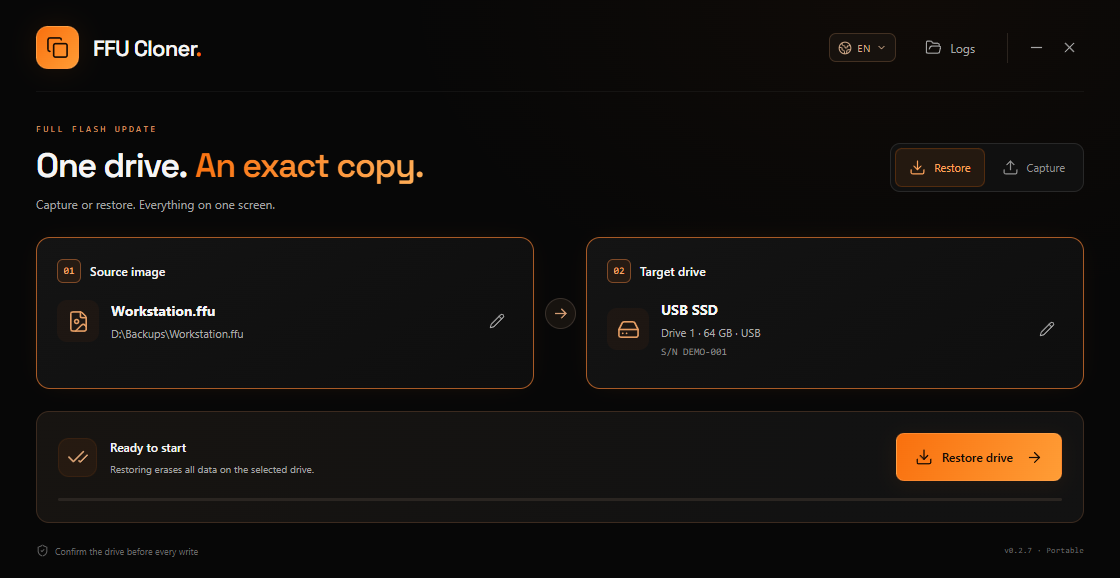 FFU Cloner.
EN
Logs
FULL FLASH UPDATE
One drive. An exact copy.
Capture or restore. Everything on one screen.
Restore
Capture
01
Source image
Workstation.ffu
D:\Backups\Workstation.ffu
02
Target drive
USB SSD
Drive 1 · 64 GB · USB
S/N DEMO-001
Ready to start
Restoring erases all data on the selected drive.
Restore drive
Confirm the drive before every write
v0.2.7 · Portable